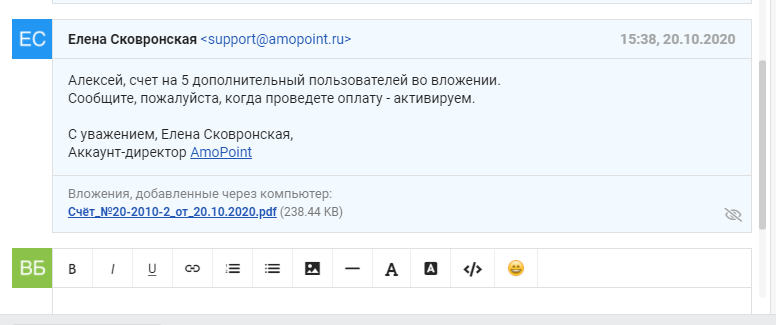 ЕС
Елена Сковронская <support@amopoint.ru> 15:38, 20.10.2020
Алексей, счет на 5 дополнительный пользователей во вложении.
Сообщите, пожалуйста, когда проведете оплату - активируем.
С уважением, Елена Сковронская,
Аккаунт-директор AmoPoint
Вложения, добавленные через компьютер:
Счёт_№20-2010-2_от_20.10.2020.pdf (238.44 KB)
ВБ
B I U A A </>